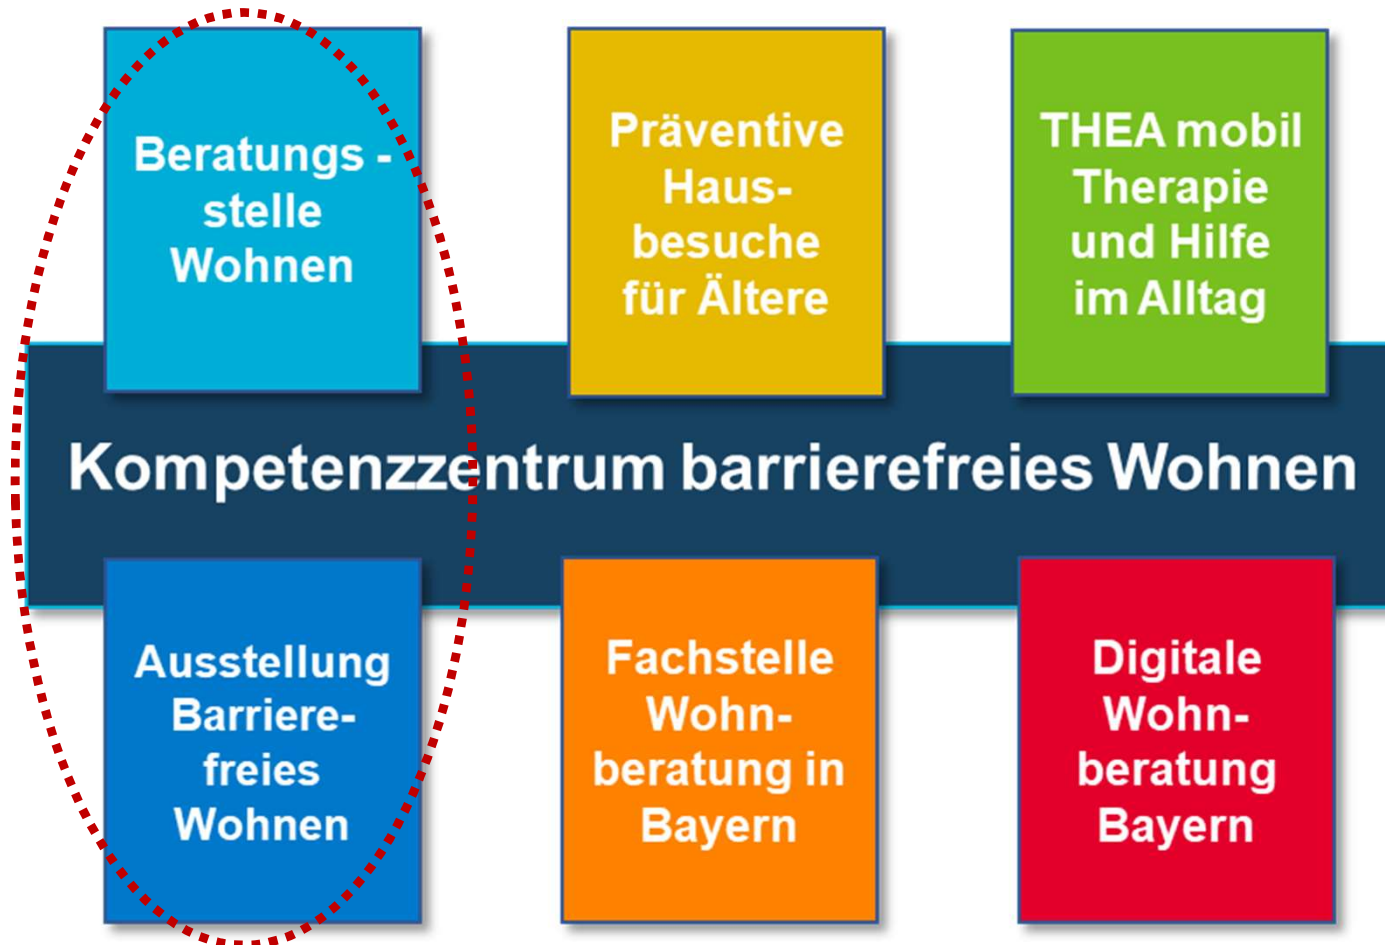 Beratungs -
stelle
Wohnen
Präventive
Haus-
besuche
für Ältere
THEA mobil
Therapie
und Hilfe
im Alltag
Kompetenzzentrum barrierefreies Wohnen
Ausstellung
Barriere-
freies
Wohnen
Fachstelle
Wohn-
beratung in
Bayern
Digitale
Wohn-
beratung
Bayern